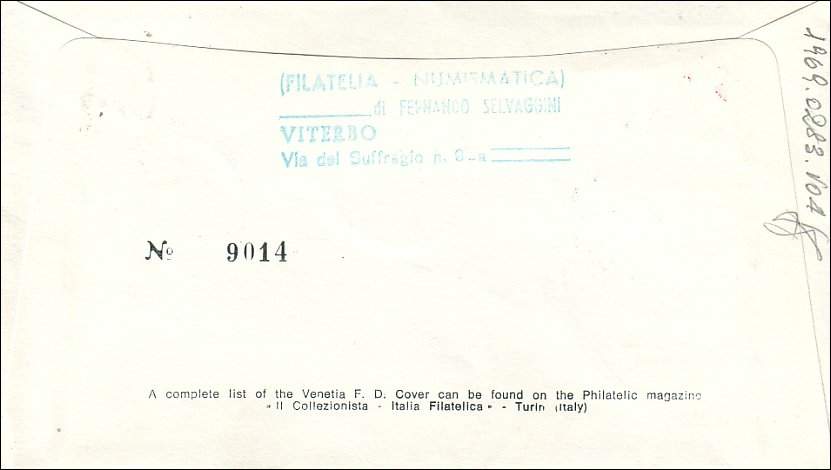 (FILATELIA - NUMISMATICA)
di FERNANDO SELVAGGINI
VITERBO
Via del Suffragio n. 8-a
No 9014
A complete list of the Venetia F. D. Cover can be found on the Philatelic magazine
« Il Collezionista - Italia Filatelica » - Turin (Italy)